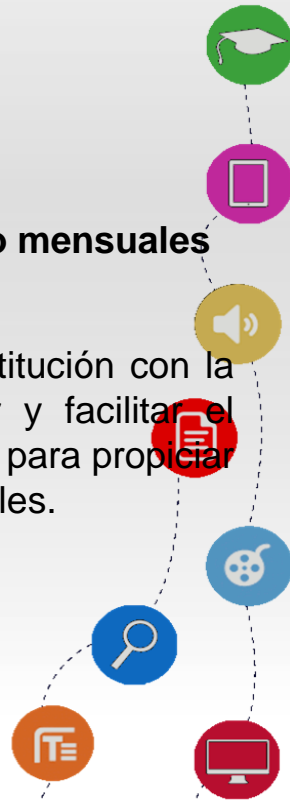 o mensuales
titución con la
y facilitar el
para propiciar
les.